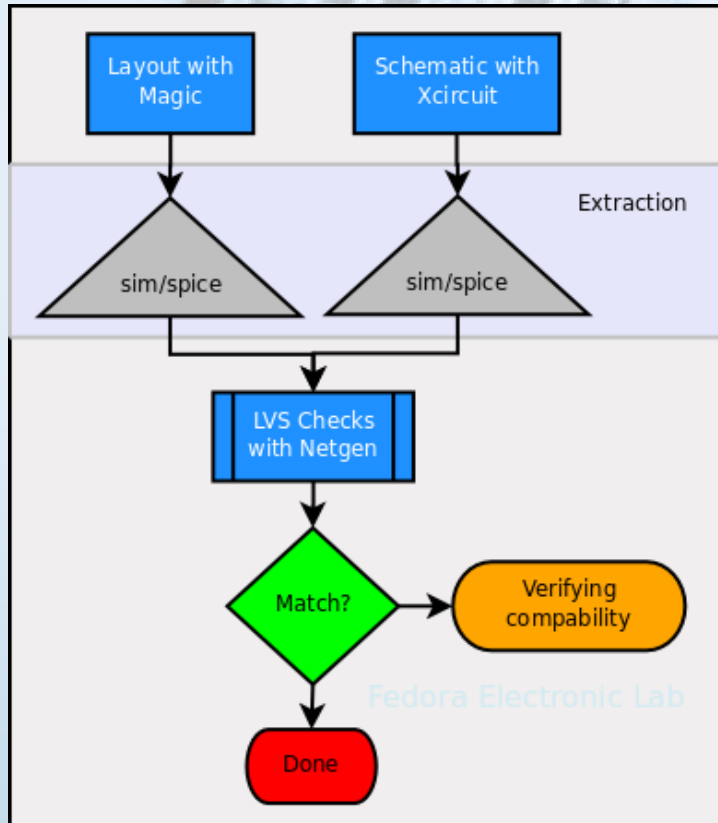 Layout with
Magic
Schematic with
Xcircuit
Extraction
sim/spice
sim/spice
LVS Checks
with Netgen
Match?
Verifying
compability
Fedora Electronic Lab
Done